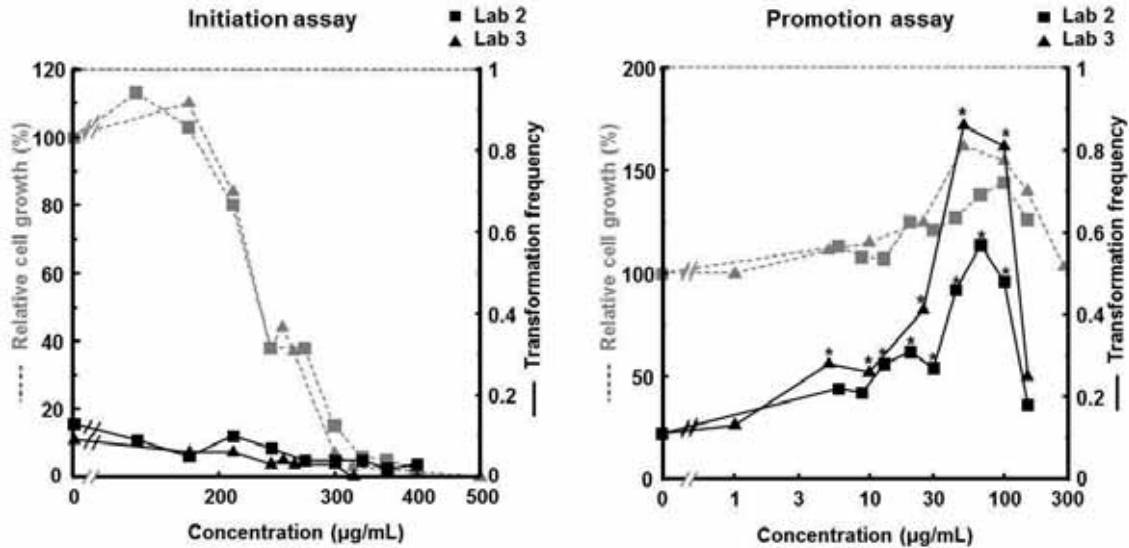 Initiation assay
■ Lab 2
▲ Lab 3
Relative cell growth (%)
120
100
80
60
40
20
0
1
0.8
0.6
0.4
0.2
0
Transformation frequency
0 200 300 400 500
Concentration (µg/mL)
Promotion assay
■ Lab 2
▲ Lab 3
Relative cell growth (%)
200
150
100
50
0
1
0.8
0.6
0.4
0.2
0
Transformation frequency
0 1 3 10 30 100 300
Concentration (µg/mL)